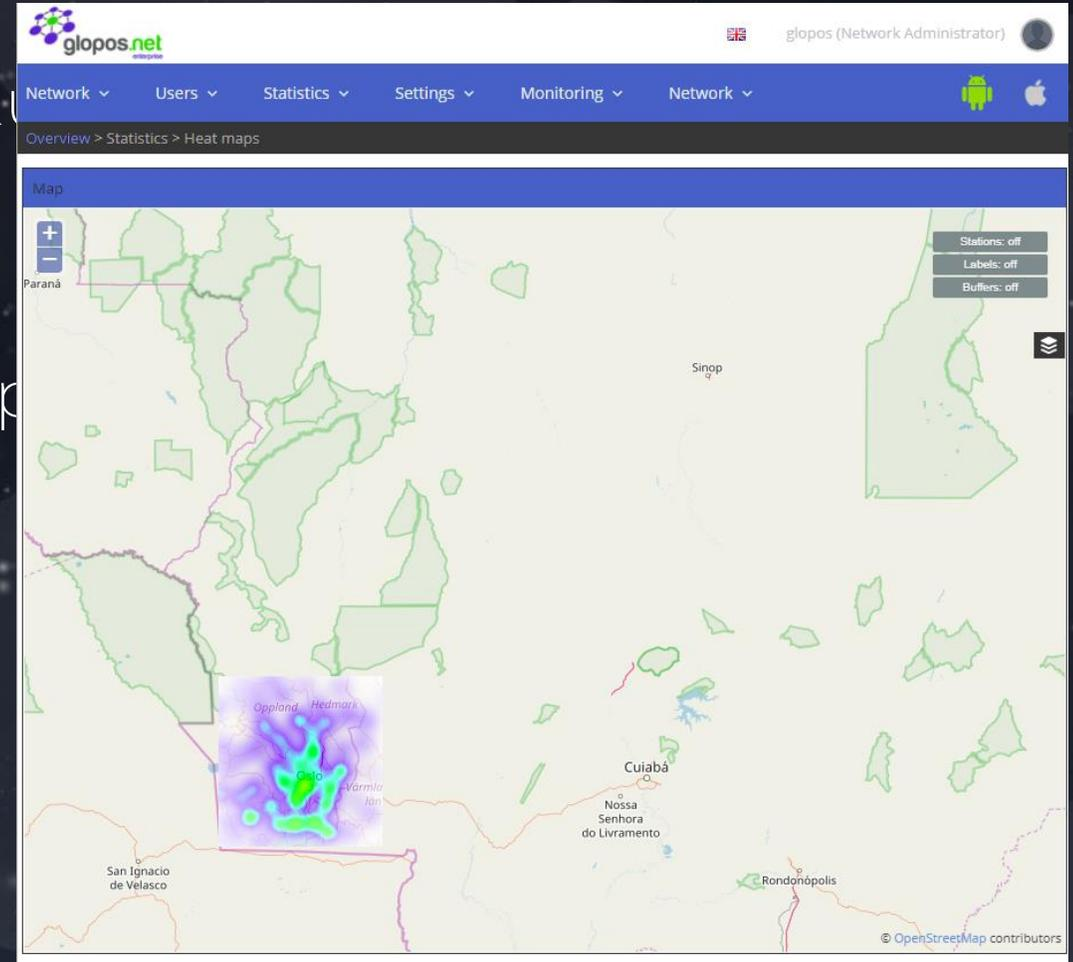 glopos.net
enterprise
glopos (Network Administrator)
Network
Users
Statistics
Settings
Monitoring
Network
Overview > Statistics > Heat maps
Map
+
−
Stations: off
Labels: off
Buffers: off
Paraná
Sinop
Oppland
Hedmark
Oslo
Värmla
län
Cuiabá
Nossa
Senhora
do Livramento
San Ignacio
de Velasco
Rondonópolis
© OpenStreetMap contributors